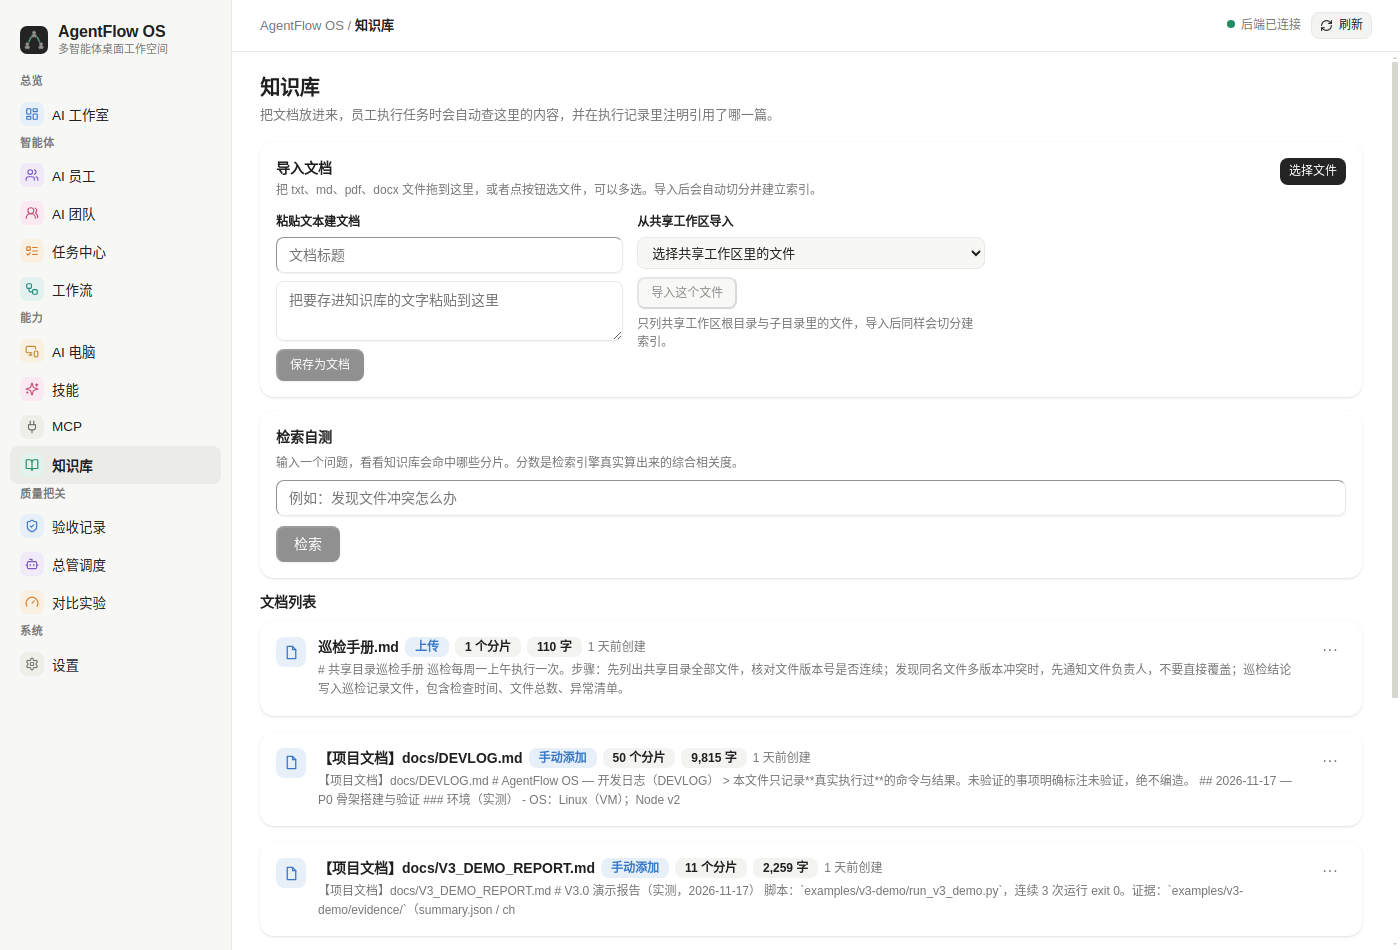 AgentFlow OS
多智能体桌面工作空间
总览
AI 工作室
智能体
AI 员工
AI 团队
任务中心
工作流
能力
AI 电脑
技能
MCP
知识库
质量把关
验收记录
总管调度
对比实验
系统
设置
AgentFlow OS / 知识库
后端已连接
刷新
知识库
把文档放进来，员工执行任务时会自动查这里的内容，并在执行记录里注明引用了哪一篇。
导入文档
把 txt、md、pdf、docx 文件拖到这里，或者点按钮选文件，可以多选。导入后会自动切分并建立索引。
选择文件
粘贴文本建文档
文档标题
把要存进知识库的文字粘贴到这里
保存为文档
从共享工作区导入
选择共享工作区里的文件
导入这个文件
只列共享工作区根目录与子目录里的文件，导入后同样会切分建
索引。
检索自测
输入一个问题，看看知识库会命中哪些分片。分数是检索引擎真实算出来的综合相关度。
例如：发现文件冲突怎么办
检索
文档列表
巡检手册.md 上传 1 个分片 110 字 1 天前创建
# 共享目录巡检手册 巡检每周一上午执行一次。步骤：先列出共享目录全部文件，核对文件版本号是否连续；发现同名文件多版本冲突时，先通知文件负责人，不要直接覆盖；巡检结论
写入巡检记录文件，包含检查时间、文件总数、异常清单。
...
【项目文档】docs/DEVLOG.md 手动添加 50 个分片 9,815 字 1 天前创建
【项目文档】docs/DEVLOG.md # AgentFlow OS — 开发日志（DEVLOG） > 本文件只记录**真实执行过**的命令与结果。未验证的事项明确标注未验证，绝不编造。 ## 2026-11-17 —
P0 骨架搭建与验证 ### 环境（实测） - OS：Linux（VM）；Node v2
...
【项目文档】docs/V3_DEMO_REPORT.md 手动添加 11 个分片 2,259 字 1 天前创建
【项目文档】docs/V3_DEMO_REPORT.md # V3.0 演示报告（实测，2026-11-17） 脚本：`examples/v3-demo/run_v3_demo.py`，连续 3 次运行 exit 0。证据：`examples/v3-
demo/evidence/`（summary.json / ch
...